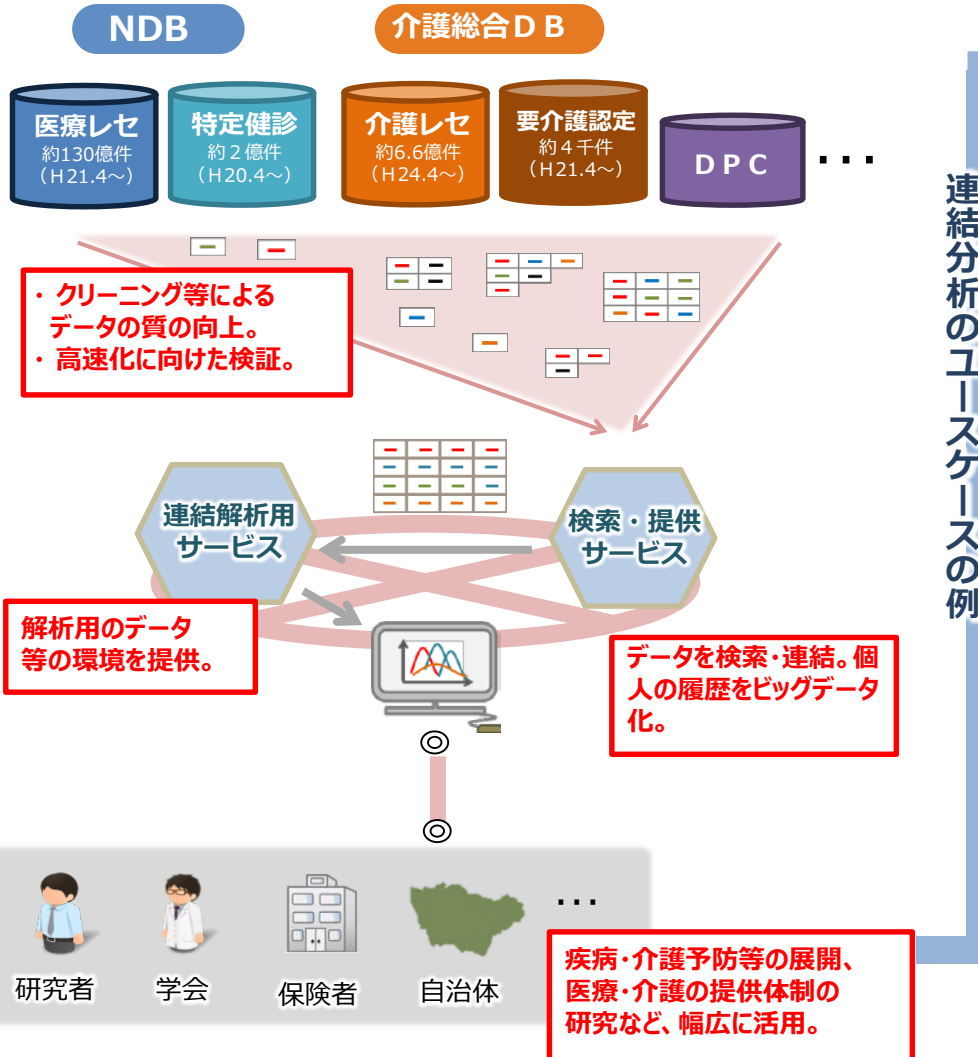 NDB
介護総合ＤＢ
医療レセ
約130億件
（H21.4～）
特定健診
約２億件
（H20.4～）
介護レセ
約6.6億件
（H24.4～）
要介護認定
約４千件
（H21.4～）
ＤＰＣ
･･･
・ クリーニング等による
データの質の向上。
・ 高速化に向けた検証。
連結解析用
サービス
検索・提供
サービス
解析用のデータ
等の環境を提供。
データを検索・連結。個
人の履歴をビッグデータ
化。
･･･
研究者
学会
保険者
自治体
疾病・介護予防等の展開、
医療・介護の提供体制の
研究など、幅広に活用。
連結分析のユースケースの例